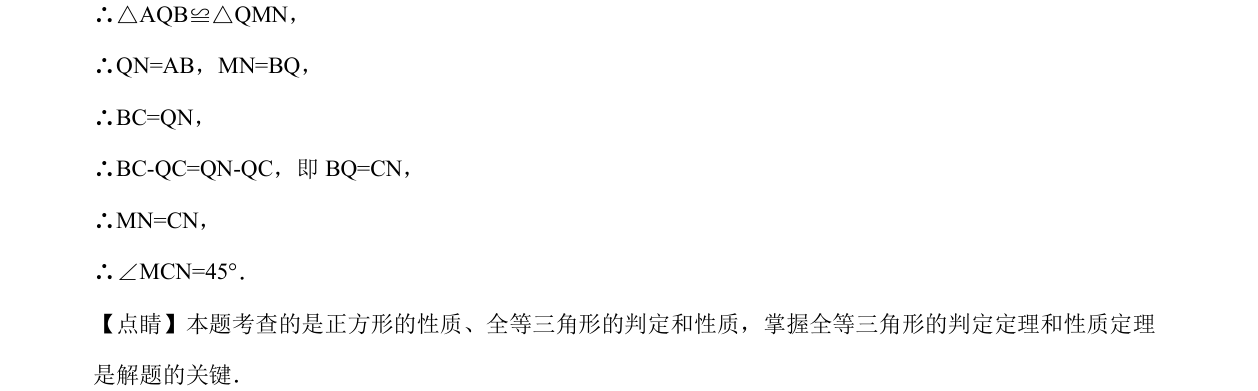 ∴△AQB≌△QMN，
∴QN=AB，MN=BQ，
∴BC=QN，
∴BC-QC=QN-QC，即 BQ=CN，
∴MN=CN，
∴∠MCN=45°．
【点睛】本题考查的是正方形的性质、全等三角形的判定和性质，掌握全等三角形的判定定理和性质定理
是解题的关键．